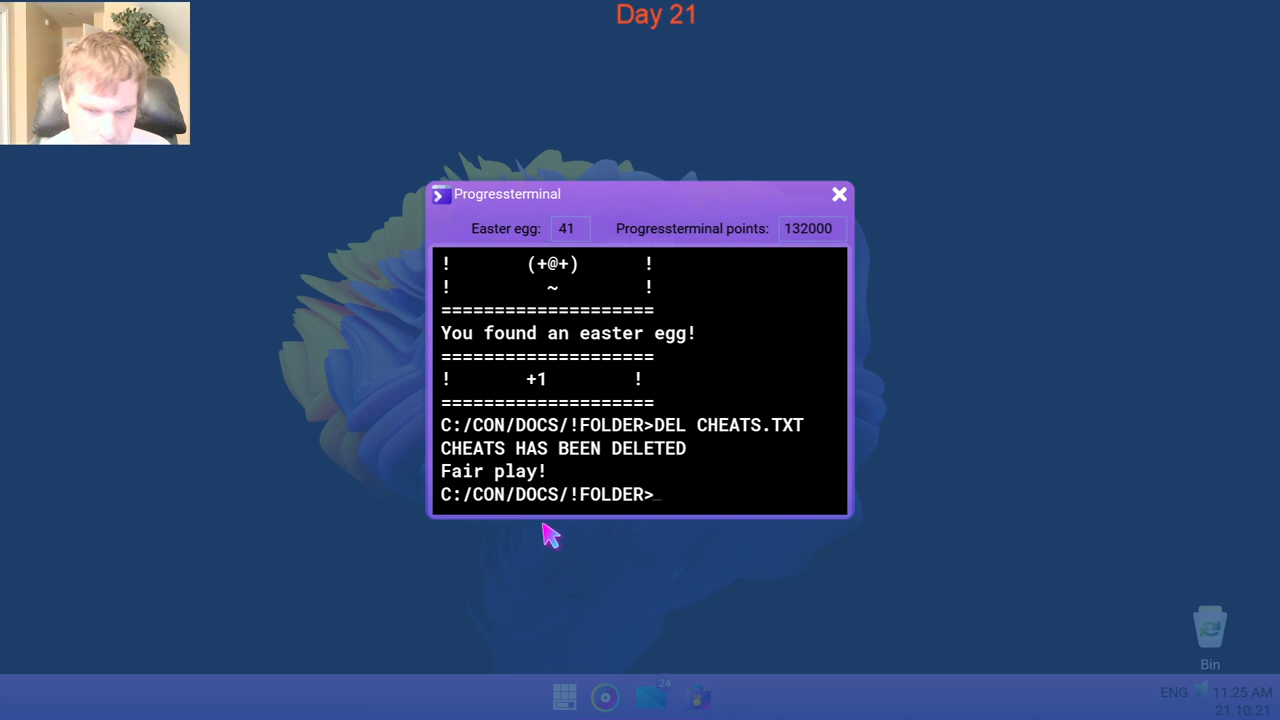 Day 21
Progressterminal
Easter egg: 41 Progressterminal points: 132000
! (+@+) !
! ~ !
====================
You found an easter egg!
====================
! +1 !
====================
C:/CON/DOCS/!FOLDER>DEL CHEATS.TXT
CHEATS HAS BEEN DELETED
Fair play!
C:/CON/DOCS/!FOLDER>_
Bin
24
ENG 11:25 AM
21.10.21